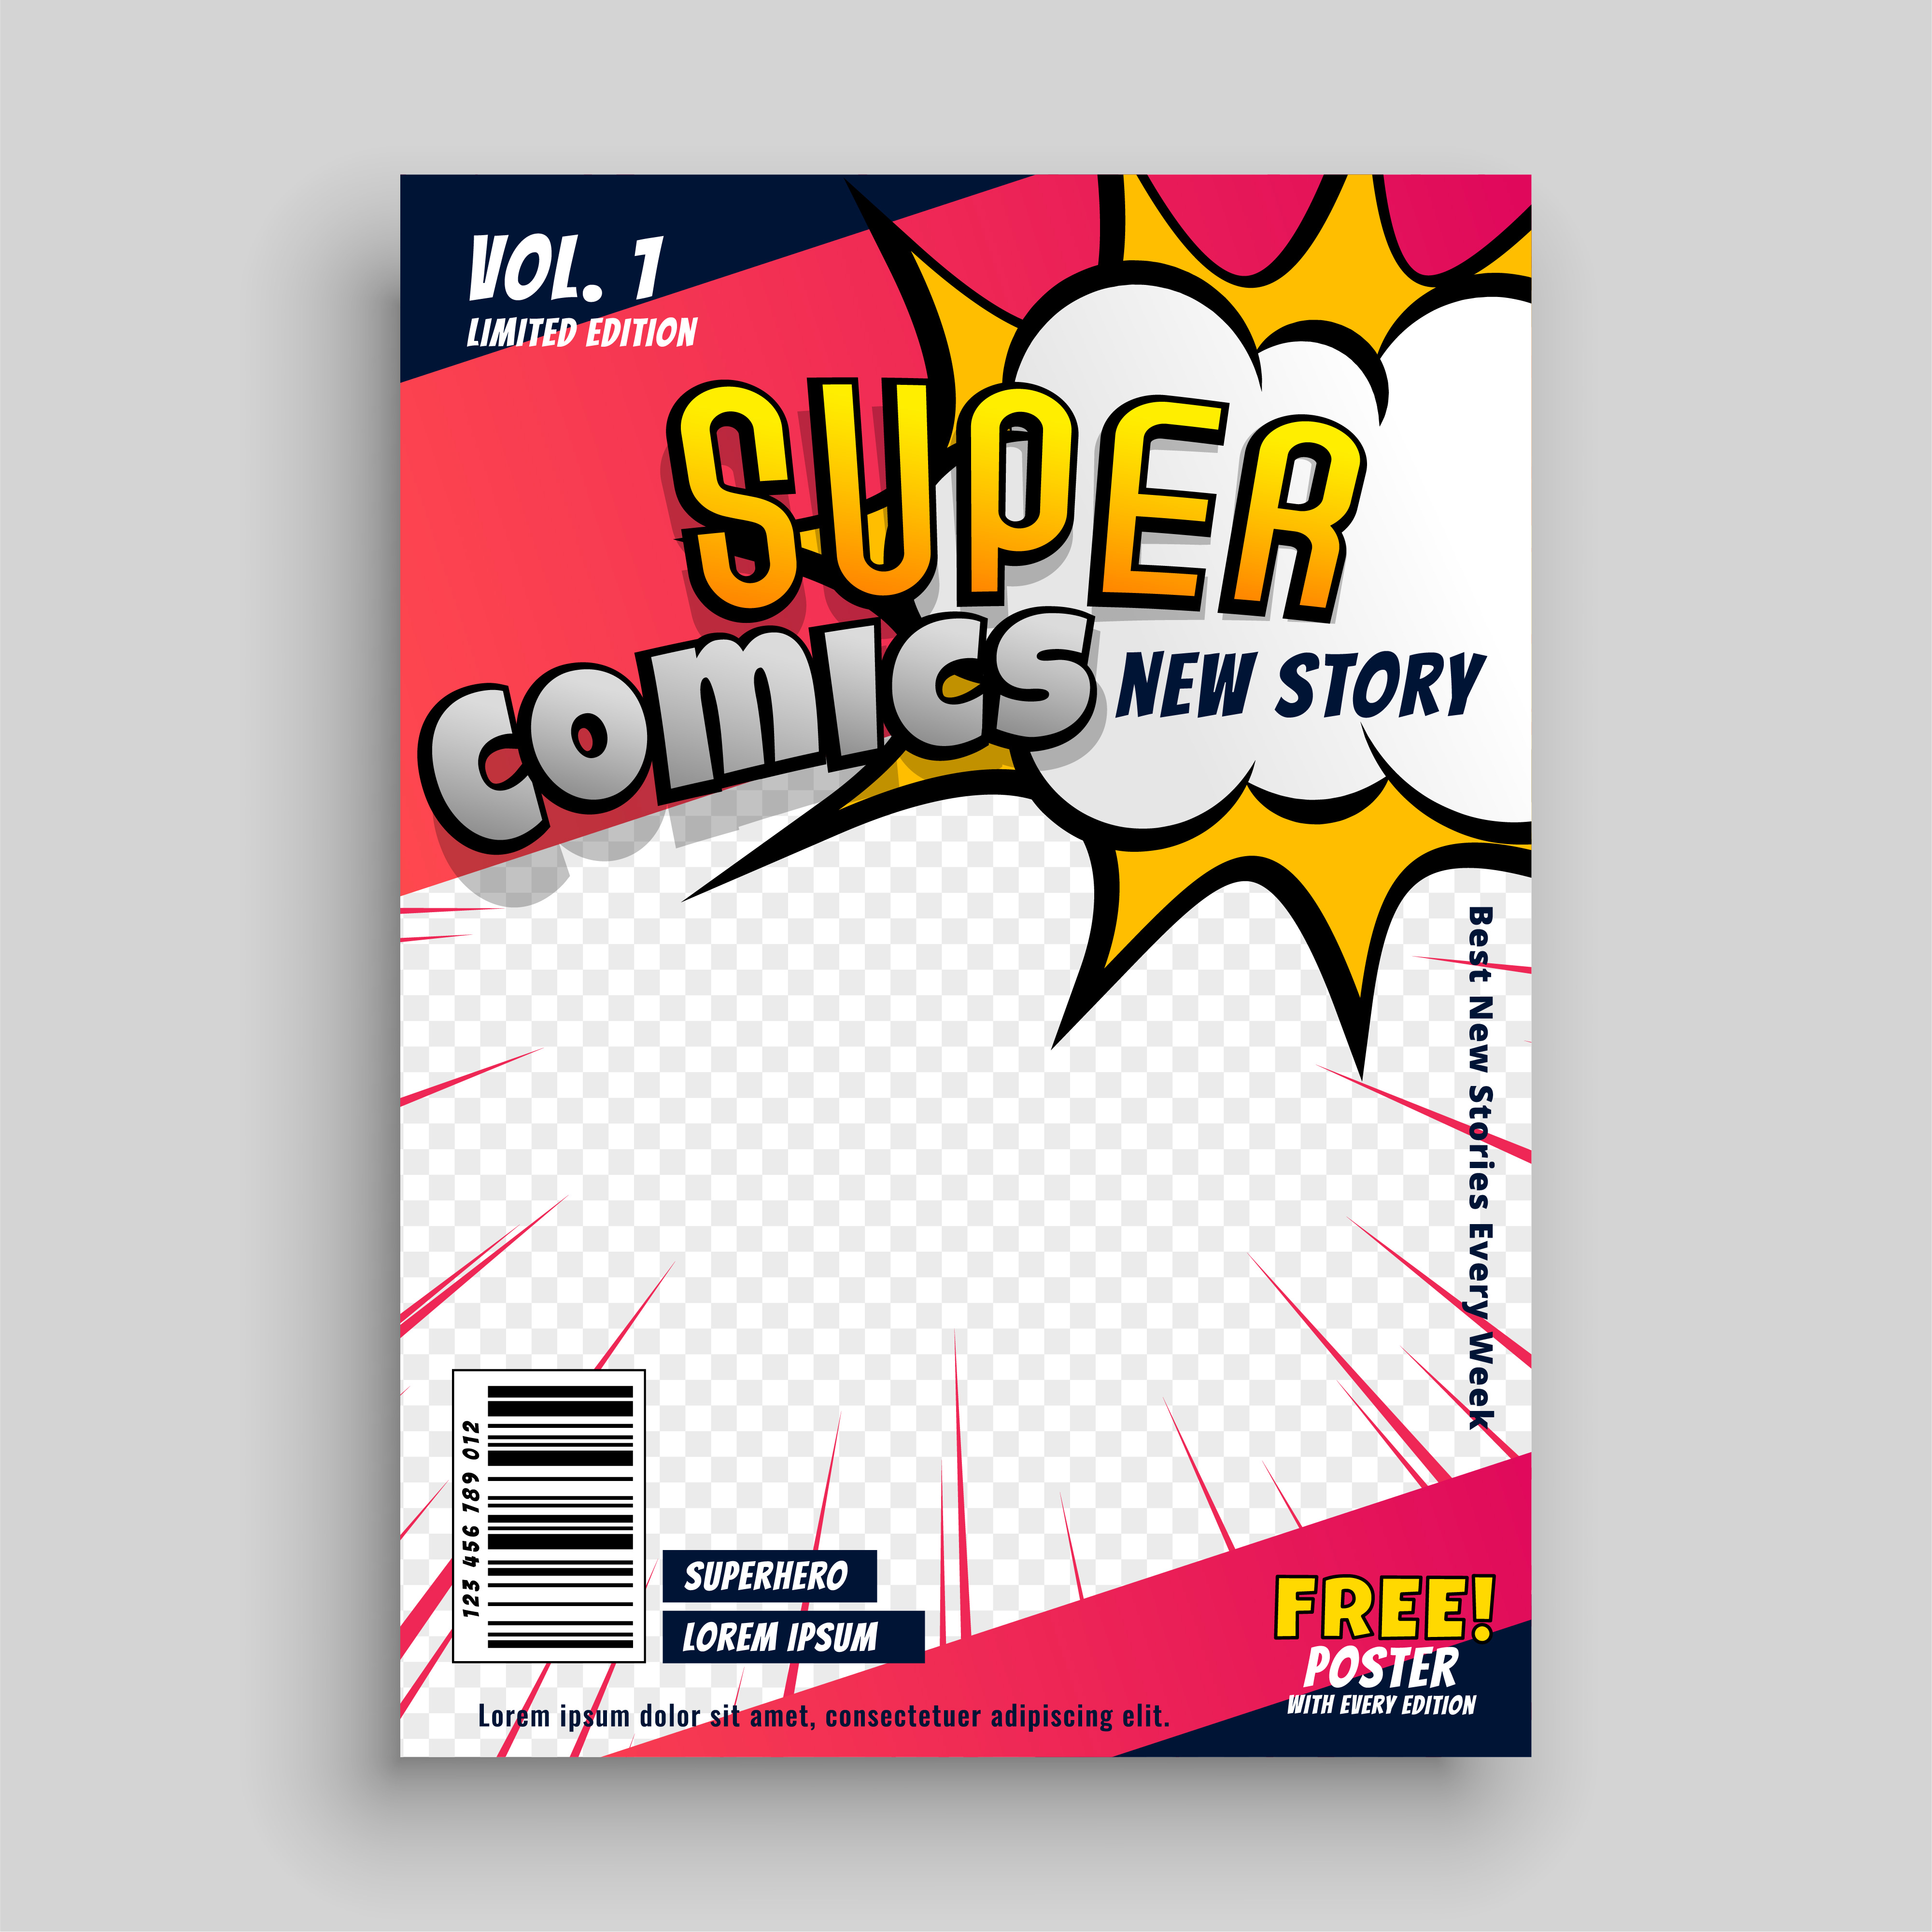 VOL. 1
LIMITED EDITION
SUPER
COMICS
NEW STORY
Best New Stories Every Week
123 456 789 012
SUPERHERO
LOREM IPSUM
FREE!
POSTER
WITH EVERY EDITION
Lorem ipsum dolor sit amet, consectetuer adipiscing elit.